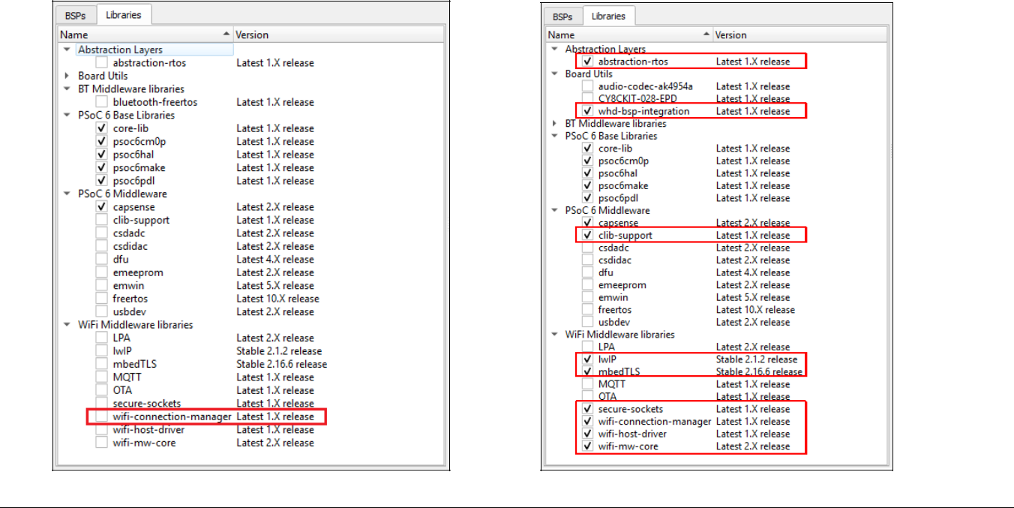 BSPs Libraries
Name Version
Abstraction Layers
abstraction-rtos Latest 1.X release
Board Utils
BT Middleware libraries
bluetooth-freertos Latest 1.X release
PSoC 6 Base Libraries
core-lib Latest 1.X release
psoc6cm0p Latest 1.X release
psoc6hal Latest 1.X release
psoc6make Latest 1.X release
psoc6pdl Latest 1.X release
PSoC 6 Middleware
capsense Latest 2.X release
clib-support Latest 1.X release
csdadc Latest 2.X release
csdidac Latest 2.X release
dfu Latest 4.X release
emeeprom Latest 2.X release
emwin Latest 5.X release
freertos Latest 10.X release
usbdev Latest 2.X release
WiFi Middleware libraries
LPA Latest 2.X release
lwIP Stable 2.1.2 release
mbedTLS Stable 2.16.6 release
MQTT Latest 1.X release
OTA Latest 1.X release
secure-sockets Latest 1.X release
wifi-connection-manager Latest 1.X release
wifi-host-driver Latest 1.X release
wifi-mw-core Latest 2.X release
BSPs Libraries
Name Version
Abstraction Layers
abstraction-rtos Latest 1.X release
Board Utils
audio-codec-ak4954a Latest 1.X release
CY8CKIT-028-EPD Latest 1.X release
whd-bsp-integration Latest 1.X release
BT Middleware libraries
PSoC 6 Base Libraries
core-lib Latest 1.X release
psoc6cm0p Latest 1.X release
psoc6hal Latest 1.X release
psoc6make Latest 1.X release
psoc6pdl Latest 1.X release
PSoC 6 Middleware
capsense Latest 2.X release
clib-support Latest 1.X release
csdadc Latest 2.X release
csdidac Latest 2.X release
dfu Latest 4.X release
emeeprom Latest 2.X release
emwin Latest 5.X release
freertos Latest 10.X release
usbdev Latest 2.X release
WiFi Middleware libraries
LPA Latest 2.X release
lwIP Stable 2.1.2 release
mbedTLS Stable 2.16.6 release
MQTT Latest 1.X release
OTA Latest 1.X release
secure-sockets Latest 1.X release
wifi-connection-manager Latest 1.X release
wifi-host-driver Latest 1.X release
wifi-mw-core Latest 2.X release